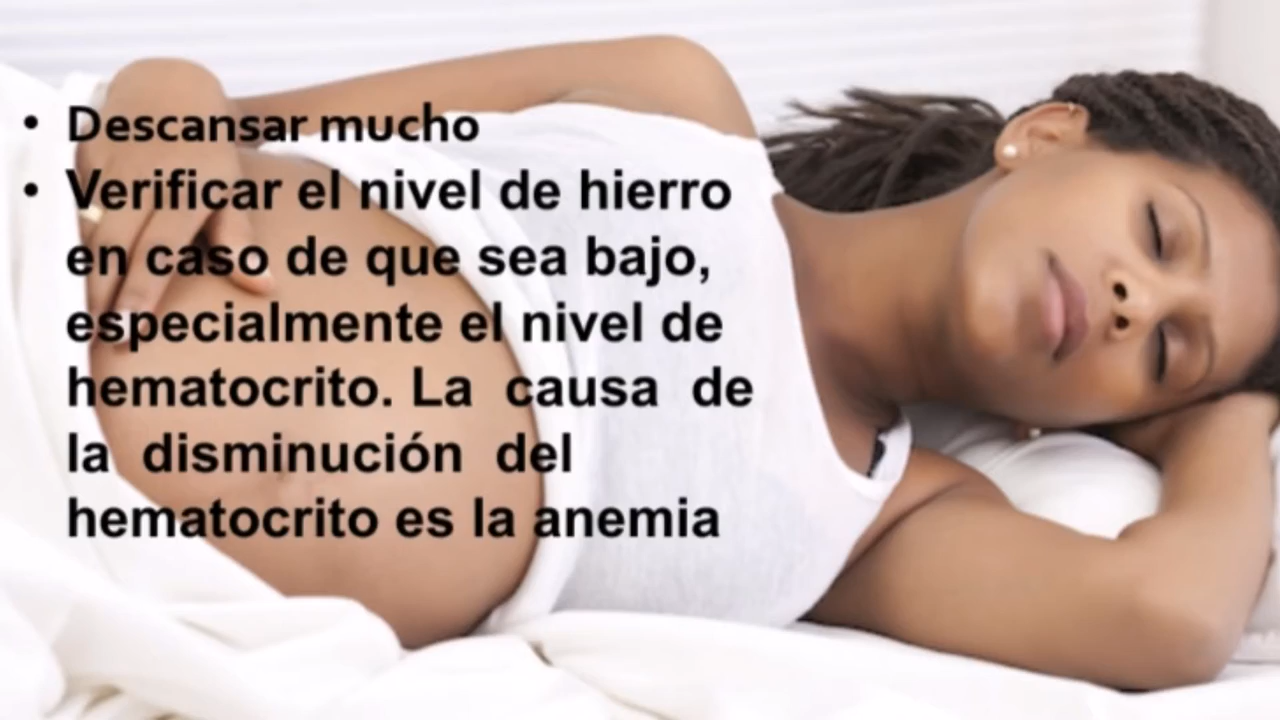 • Descansar mucho
• Verificar el nivel de hierro
en caso de que sea bajo,
especialmente el nivel de
hematocrito. La causa de
la disminución del
hematocrito es la anemia